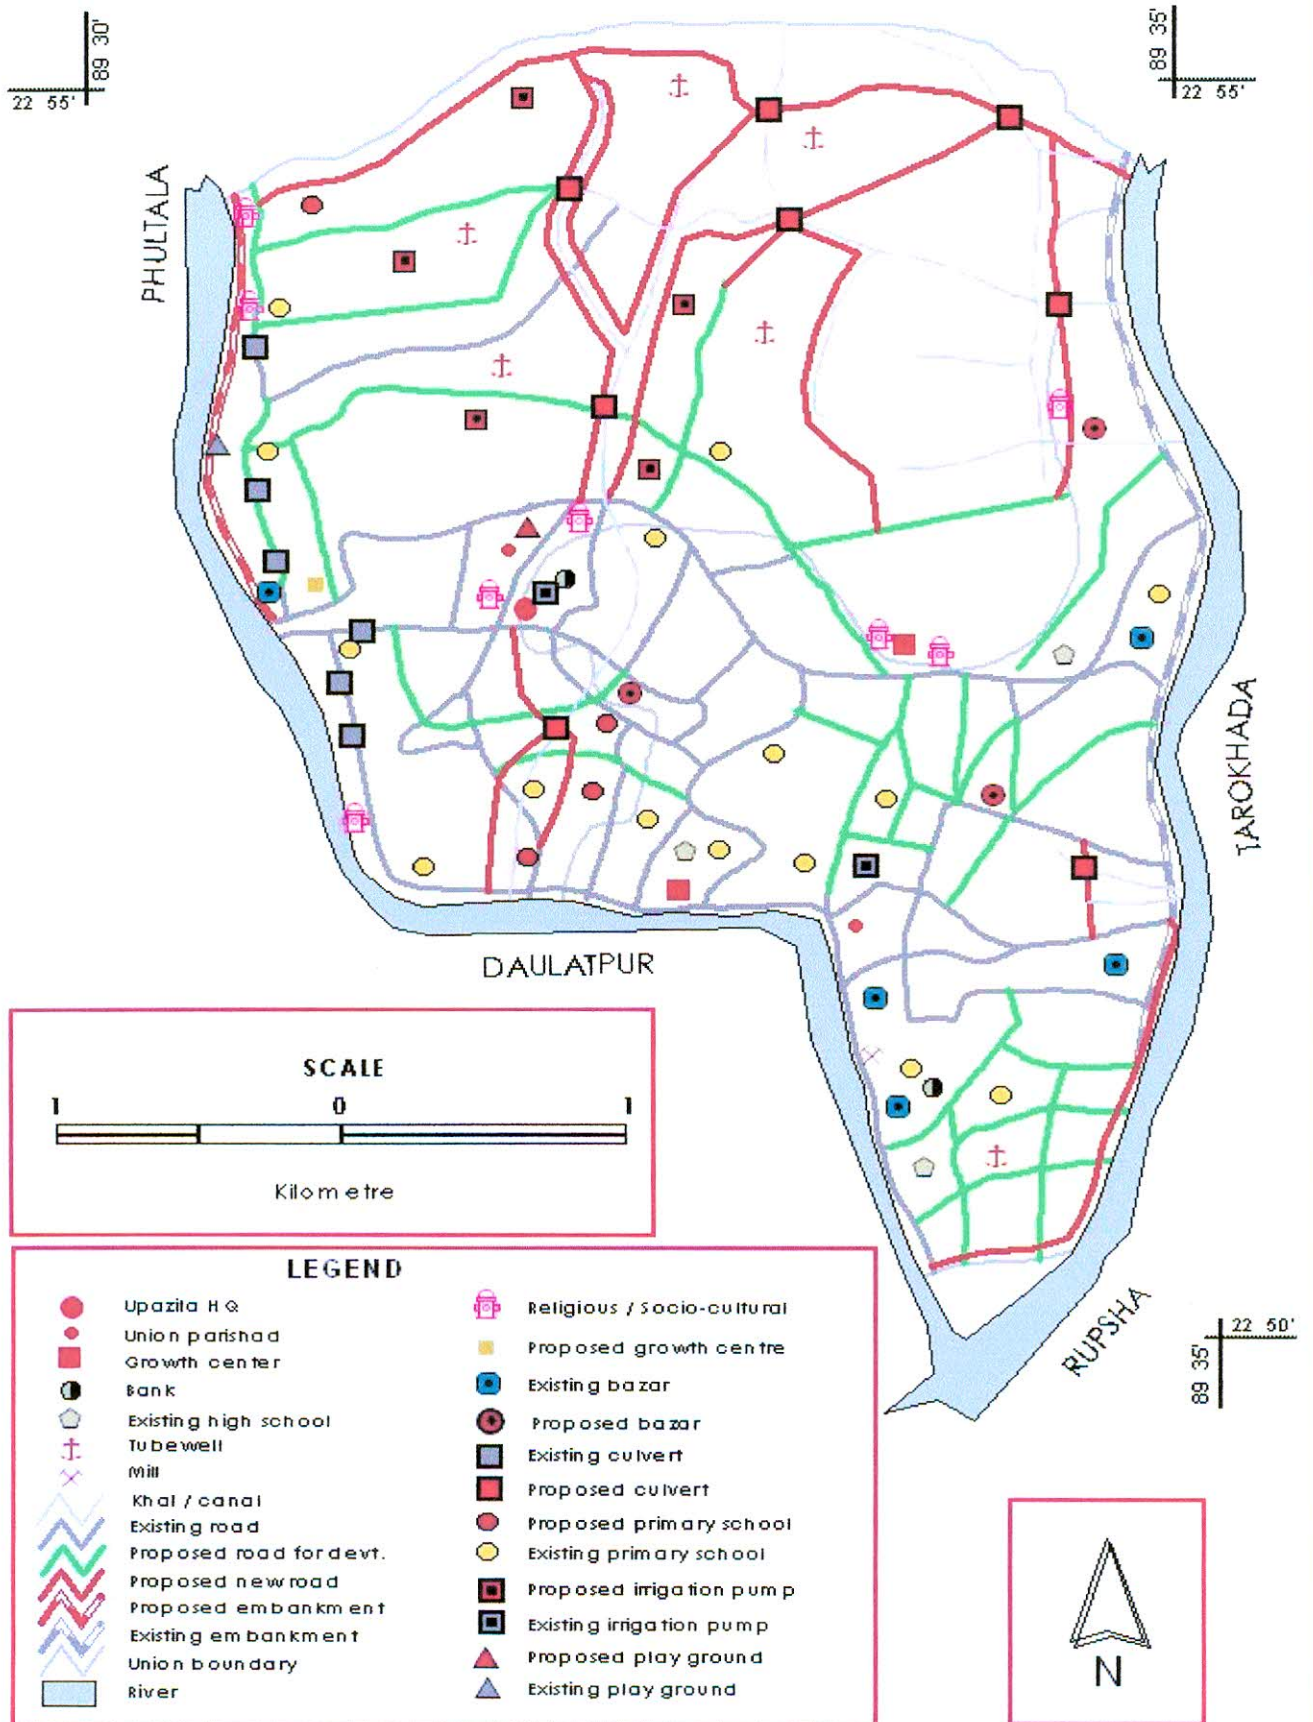 89 30'
22 55'
89 35'
22 55'
PHULTALA
TAROKHADA
DAULATPUR
RUPSHA
22 50'
89 35'
SCALE
1 0 1
Kilometre
LEGEND
Upazila HQ
Union parishad
Growth center
Bank
Existing high school
Tubewell
Mill
Khal / canal
Existing road
Proposed road for devt.
Proposed new road
Proposed embankment
Existing embankment
Union boundary
River
Religious / Socio-cultural
Proposed growth centre
Existing bazar
Proposed bazar
Existing culvert
Proposed culvert
Proposed primary school
Existing primary school
Proposed irrigation pump
Existing irrigation pump
Proposed play ground
Existing play ground
N